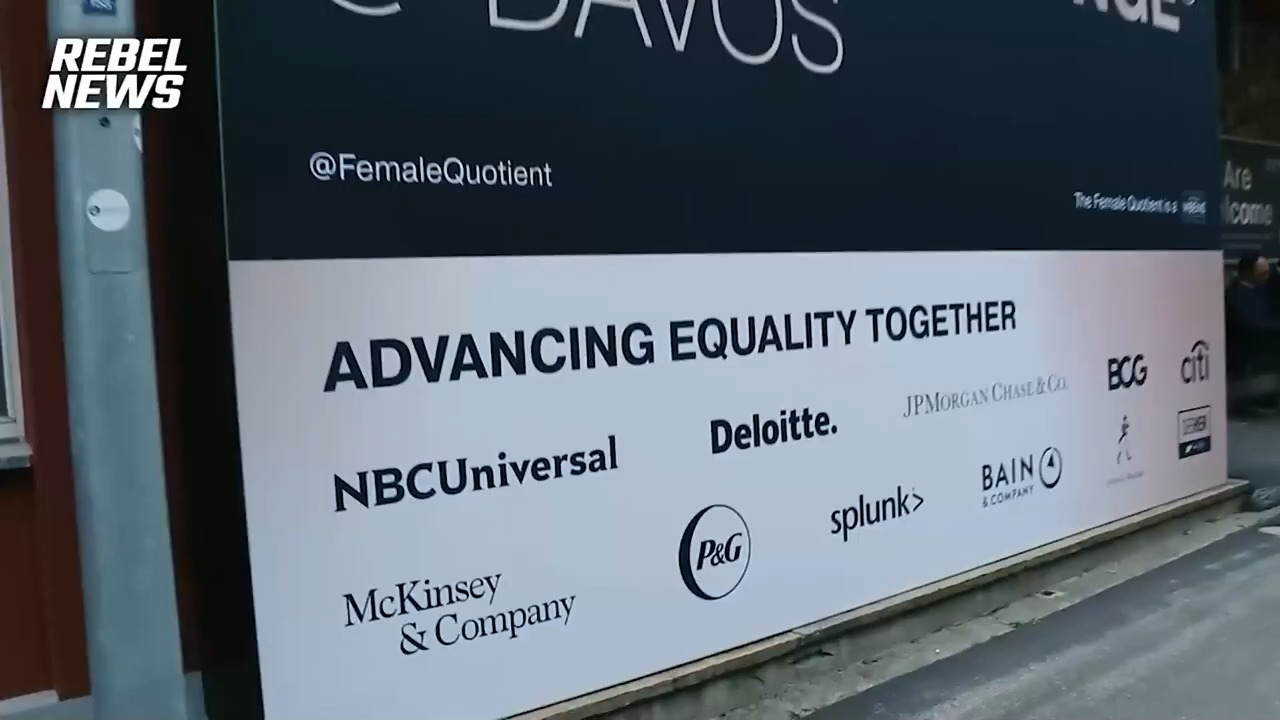 REBEL
NEWS
@ DAVOS
NGE
@FemaleQuotient
The Female Quotient is a
Are
lcome
ADVANCING EQUALITY TOGETHER
NBCUniversal
Deloitte.
JPMORGAN CHASE & CO.
BCG
citi
McKinsey
& Company
P&G
splunk>
BAIN
& COMPANY